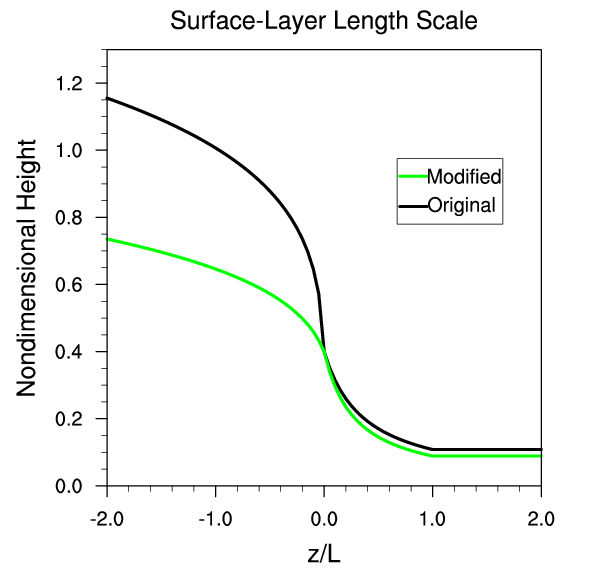 Surface-Layer Length Scale
Nondimensional Height
1.2
1.0
0.8
0.6
0.4
0.2
0.0
Modified
Original
-2.0 -1.0 0.0 1.0 2.0
z/L